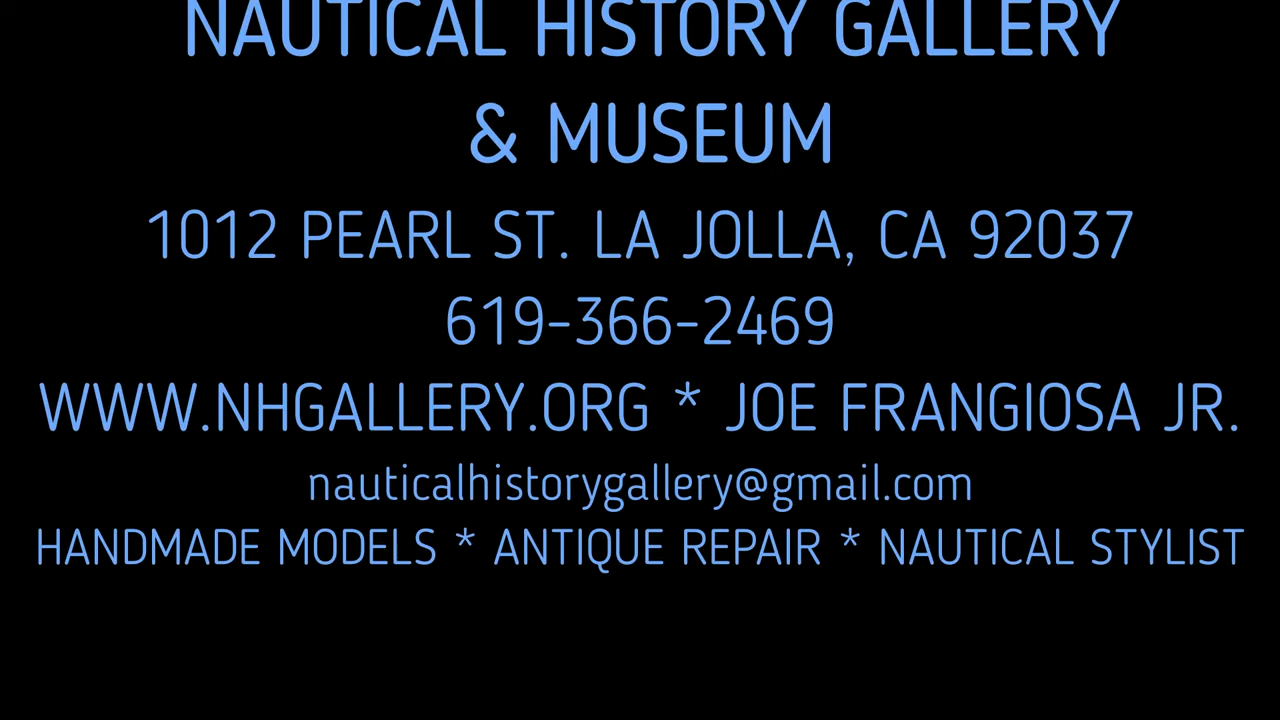 NAUTICAL HISTORY GALLERY
& MUSEUM
1012 PEARL ST. LA JOLLA, CA 92037
619-366-2469
WWW.NHGALLERY.ORG * JOE FRANGIOSA JR.
nauticalhistorygallery@gmail.com
HANDMADE MODELS * ANTIQUE REPAIR * NAUTICAL STYLIST